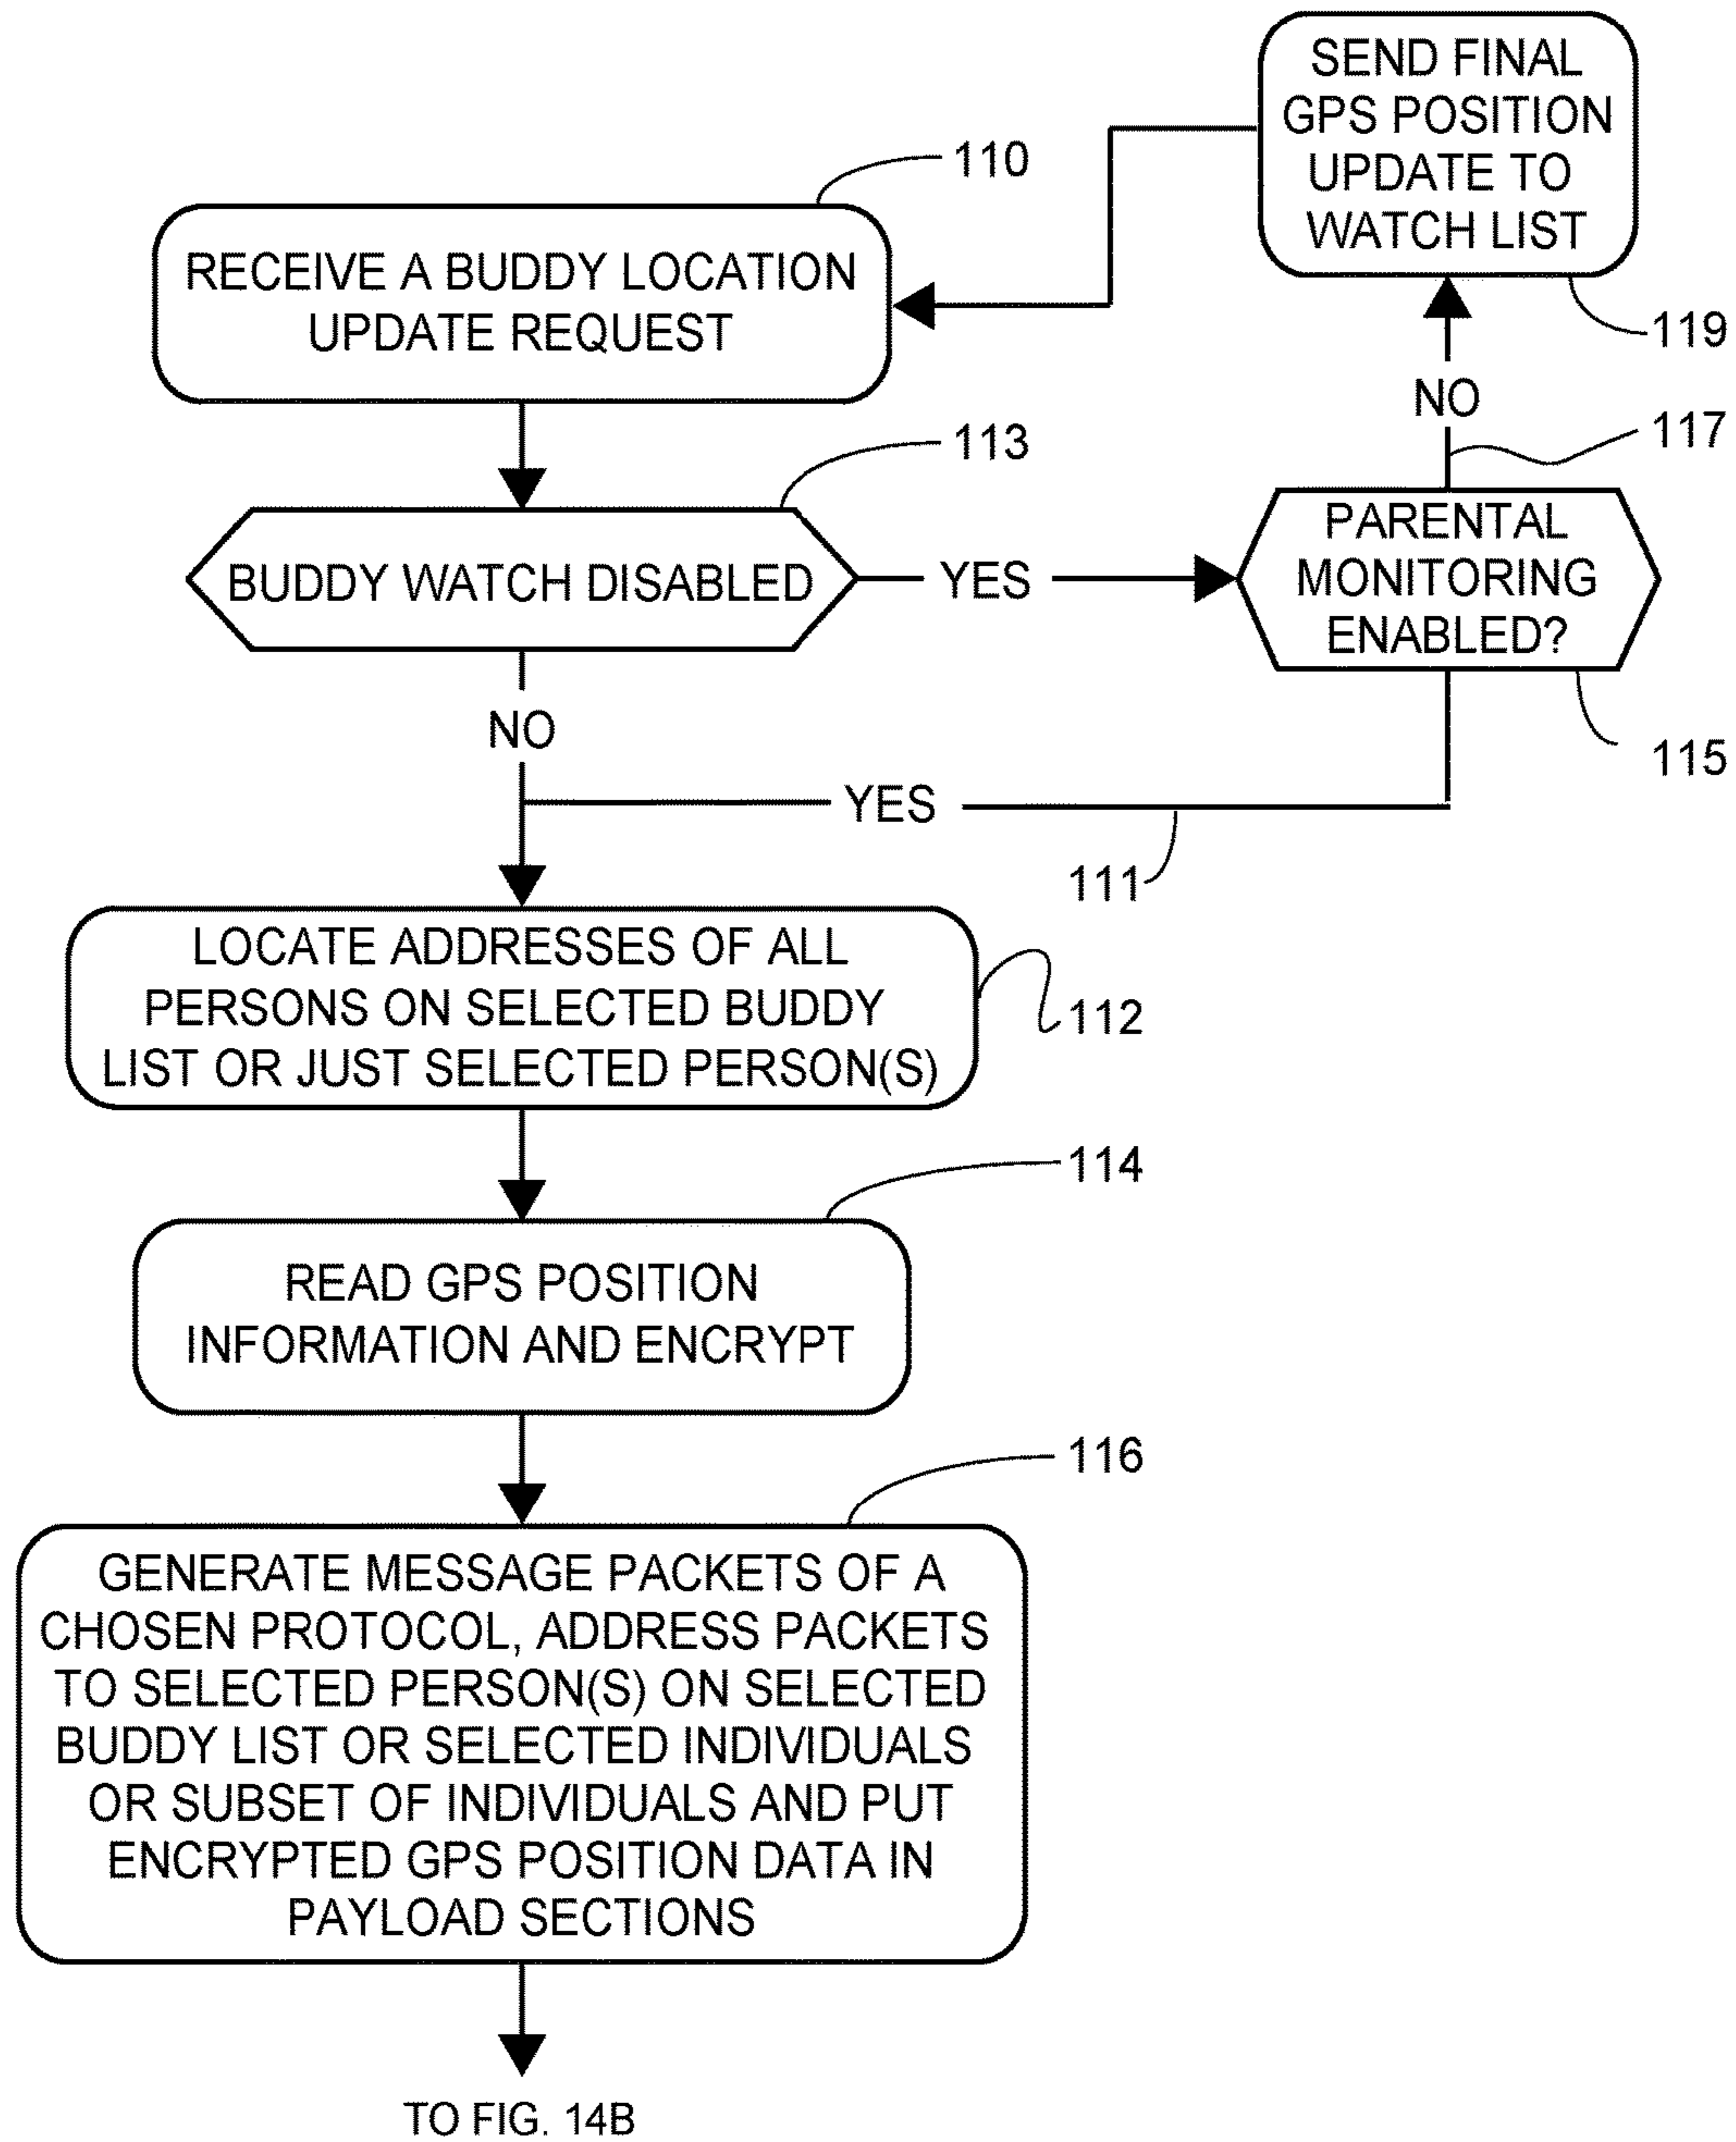 SEND FINAL
GPS POSITION
UPDATE TO
WATCH LIST
119
110
RECEIVE A BUDDY LOCATION
UPDATE REQUEST
NO
117
113
BUDDY WATCH DISABLED
YES
PARENTAL
MONITORING
ENABLED?
115
NO
YES
111
LOCATE ADDRESSES OF ALL
PERSONS ON SELECTED BUDDY
LIST OR JUST SELECTED PERSON(S)
112
114
READ GPS POSITION
INFORMATION AND ENCRYPT
116
GENERATE MESSAGE PACKETS OF A
CHOSEN PROTOCOL, ADDRESS PACKETS
TO SELECTED PERSON(S) ON SELECTED
BUDDY LIST OR SELECTED INDIVIDUALS
OR SUBSET OF INDIVIDUALS AND PUT
ENCRYPTED GPS POSITION DATA IN
PAYLOAD SECTIONS
TO FIG. 14B